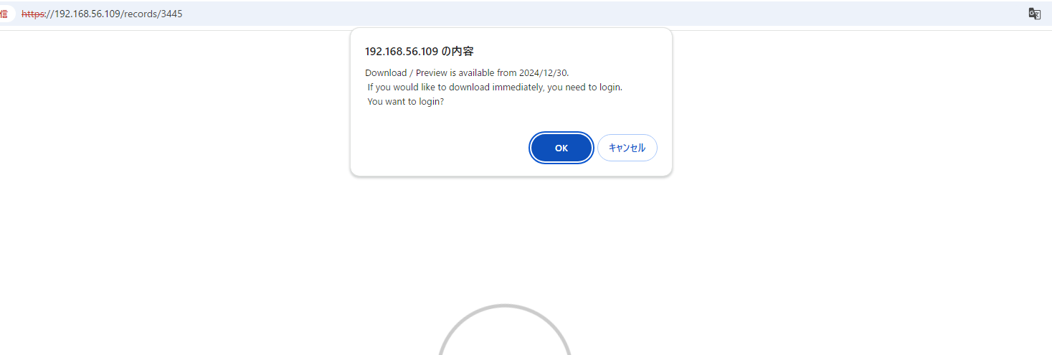 信 https://192.168.56.109/records/3445
192.168.56.109 の内容
Download / Preview is available from 2024/12/30.
If you would like to download immediately, you need to login.
You want to login?
OK キャンセル